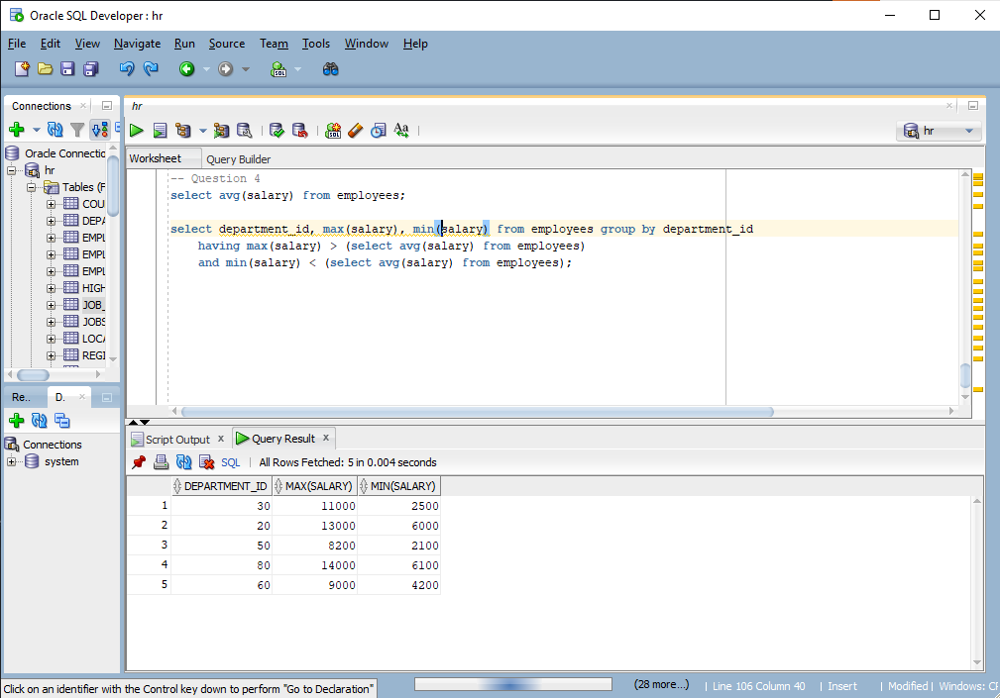 Oracle SQL Developer : hr
File Edit View Navigate Run Source Team Tools Window Help
Connections
hr
hr
Worksheet Query Builder
Oracle Connectio
hr
Tables (F
COU
DEPA
EMPL
EMPL
EMPL
HIGH
JOB_
JOBS
LOCA
REGI
-- Question 4
select avg(salary) from employees;
select department_id, max(salary), min(salary) from employees group by department_id
having max(salary) > (select avg(salary) from employees)
and min(salary) < (select avg(salary) from employees);
Re.. D.
Connections
system
Script Output x Query Result x
SQL | All Rows Fetched: 5 in 0.004 seconds
DEPARTMENT_ID MAX(SALARY) MIN(SALARY)
1 30 11000 2500
2 20 13000 6000
3 50 8200 2100
4 80 14000 6100
5 60 9000 4200
Click on an identifier with the Control key down to perform "Go to Declaration"
(28 more...) | Line 106 Column 40 | Insert | Modified | Windows: CR